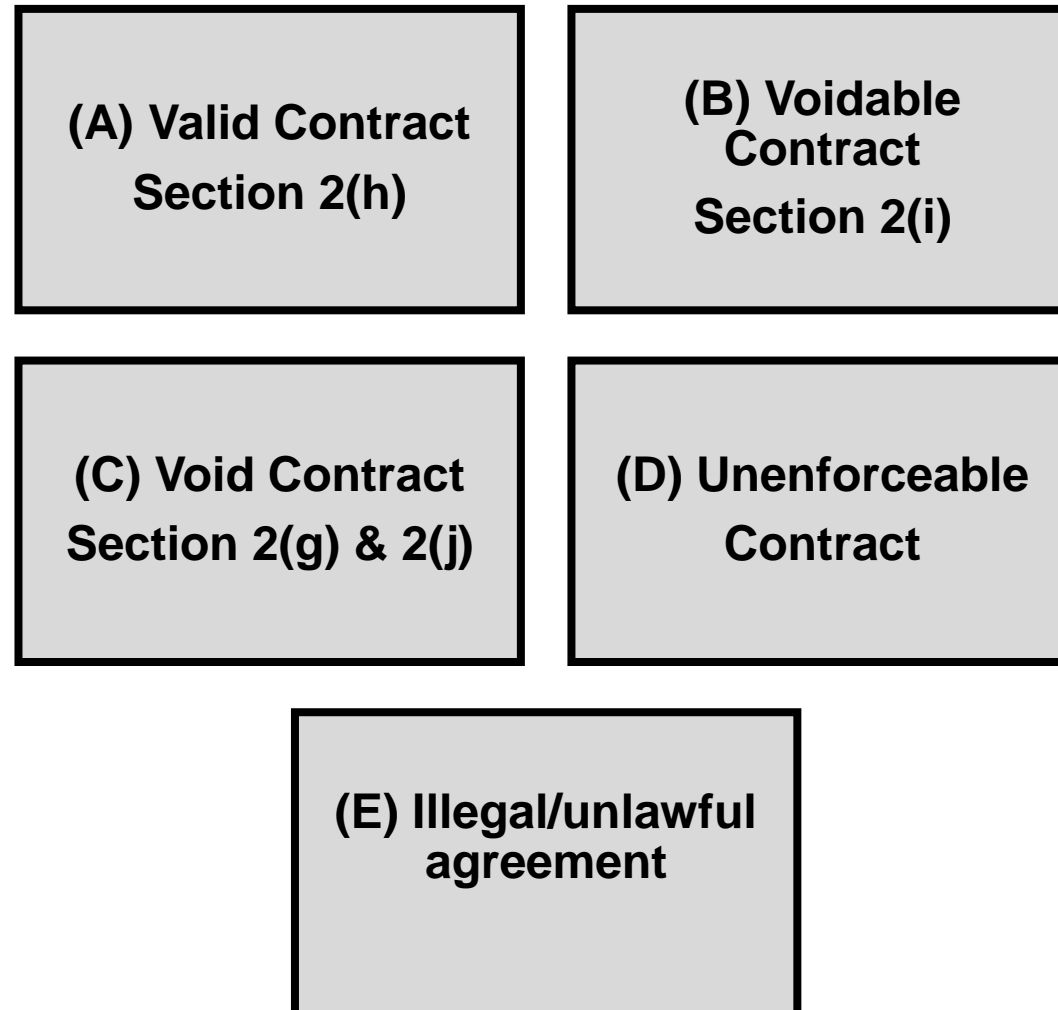 (A) Valid Contract
Section 2(h)
(B) Voidable
Contract
Section 2(i)
(C) Void Contract
Section 2(g) & 2(j)
(D) Unenforceable
Contract
(E) Illegal/unlawful
agreement